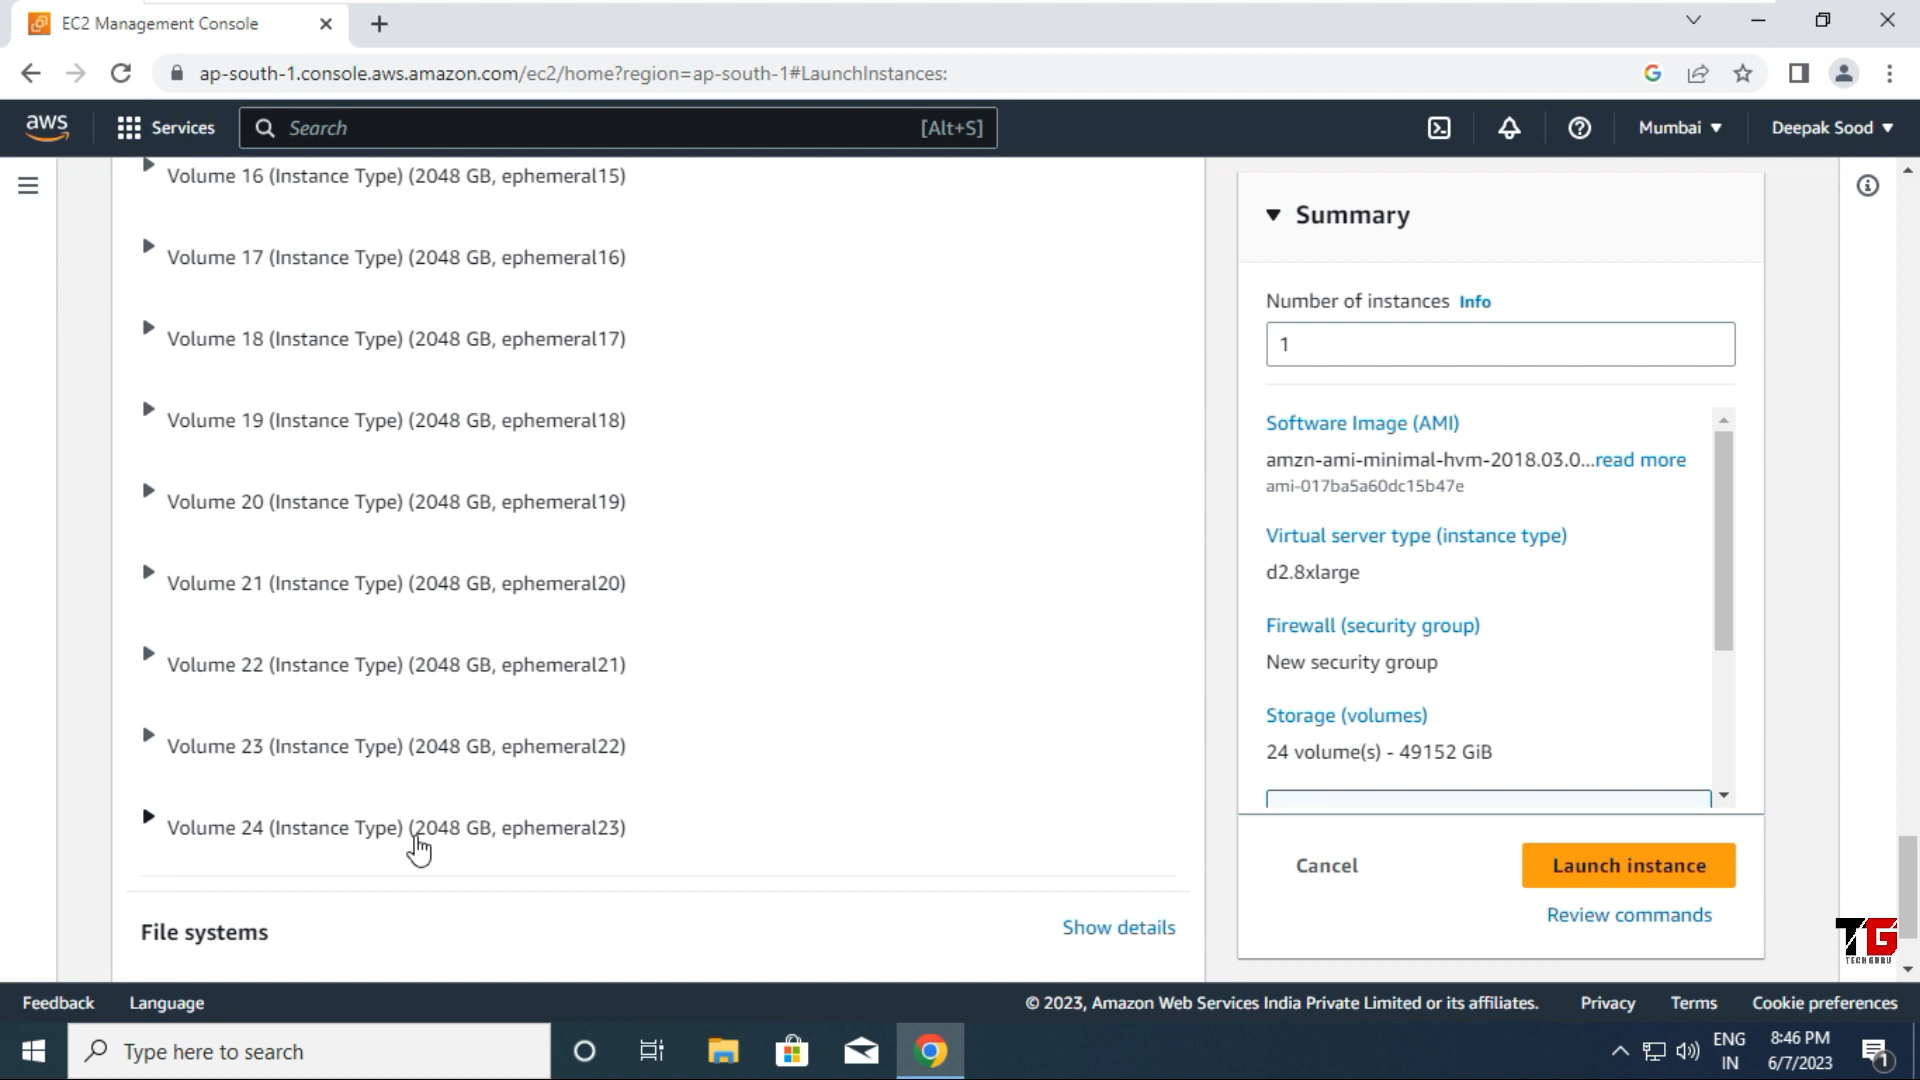 EC2 Management Console
ap-south-1.console.aws.amazon.com/ec2/home?region=ap-south-1#LaunchInstances:
aws
Services
Search
[Alt+S]
Mumbai
Deepak Sood
Volume 16 (Instance Type) (2048 GB, ephemeral15)
Volume 17 (Instance Type) (2048 GB, ephemeral16)
Volume 18 (Instance Type) (2048 GB, ephemeral17)
Volume 19 (Instance Type) (2048 GB, ephemeral18)
Volume 20 (Instance Type) (2048 GB, ephemeral19)
Volume 21 (Instance Type) (2048 GB, ephemeral20)
Volume 22 (Instance Type) (2048 GB, ephemeral21)
Volume 23 (Instance Type) (2048 GB, ephemeral22)
Volume 24 (Instance Type) (2048 GB, ephemeral23)
File systems
Show details
Summary
Number of instances Info
1
Software Image (AMI)
amzn-ami-minimal-hvm-2018.03.0...read more
ami-017ba5a60dc15b47e
Virtual server type (instance type)
d2.8xlarge
Firewall (security group)
New security group
Storage (volumes)
24 volume(s) - 49152 GiB
Cancel
Launch instance
Review commands
TG
TECH GURU
Feedback
Language
© 2023, Amazon Web Services India Private Limited or its affiliates.
Privacy
Terms
Cookie preferences
Type here to search
ENG
IN
8:46 PM
6/7/2023
1